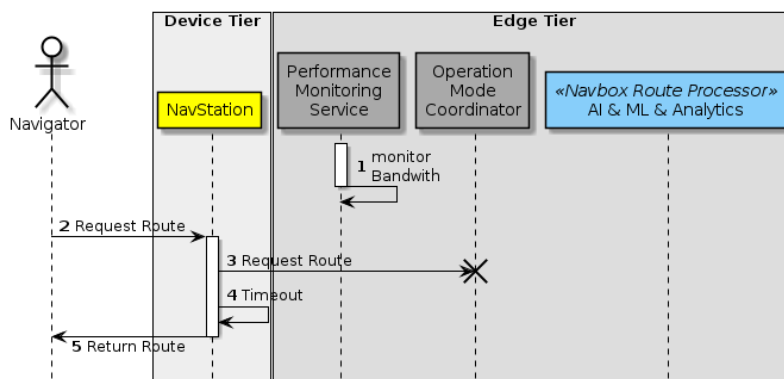 Device Tier
Edge Tier
Navigator
NavStation
Performance
Monitoring
Service
Operation
Mode
Coordinator
«Navbox Route Processor»
AI & ML & Analytics
1 monitor
Bandwith
2 Request Route
3 Request Route
4 Timeout
5 Return Route